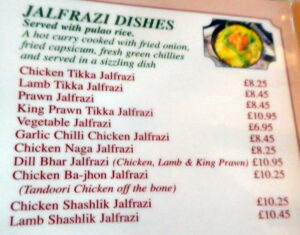 JALFRAZI DISHES
Served with pulao rice.
A hot curry cooked with fried onion,
fried capsicum, fresh green chillies
and served in a sizzling dish
Chicken Tikka Jalfrazi £8.25
Lamb Tikka Jalfrazi £8.45
Prawn Jalfrazi £8.45
King Prawn Tikka Jalfrazi £10.95
Vegetable Jalfrazi £6.95
Garlic Chilli Chicken Jalfrazi £8.45
Chicken Naga Jalfrazi £8.25
Dill Bhar Jalfrazi (Chicken, Lamb & King Prawn) £10.95
Chicken Ba-jhon Jalfrazi £10.25
(Tandoori Chicken off the bone)
Chicken Shashlik Jalfrazi £10.25
Lamb Shashlik Jalfrazi £10.45